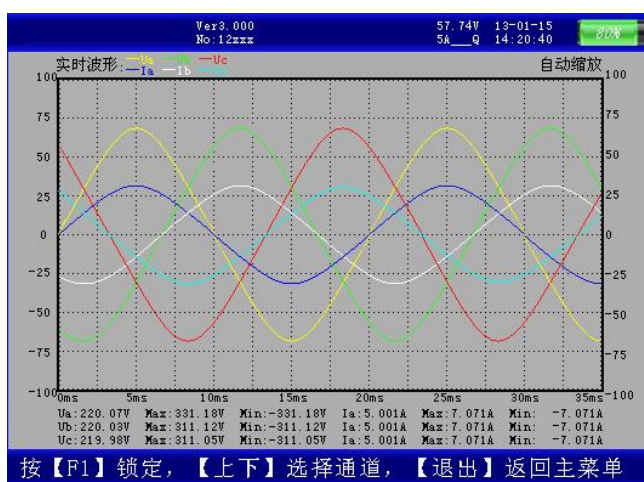 Ver3.000 57.74V 13-01-15
No:12xxx 5A___Q 14:20:40 80%
实时波形: Ua Ub Uc 自动缩放
Ia Ib
100 100
75 75
50 50
25 25
0 0
-25 -25
-50 -50
-75 -75
-100 -100
0ms 5ms 10ms 15ms 20ms 25ms 30ms 35ms
Ua:220.07V Max:331.18V Min:-331.18V Ia:5.001A Max:7.071A Min: -7.071A
Ub:220.03V Max:311.12V Min:-311.12V Ia:5.001A Max:7.071A Min: -7.071A
Uc:219.98V Max:311.05V Min:-311.05V Ia:5.001A Max:7.071A Min: -7.071A
按【F1】锁定，【上下】选择通道，【退出】返回主菜单